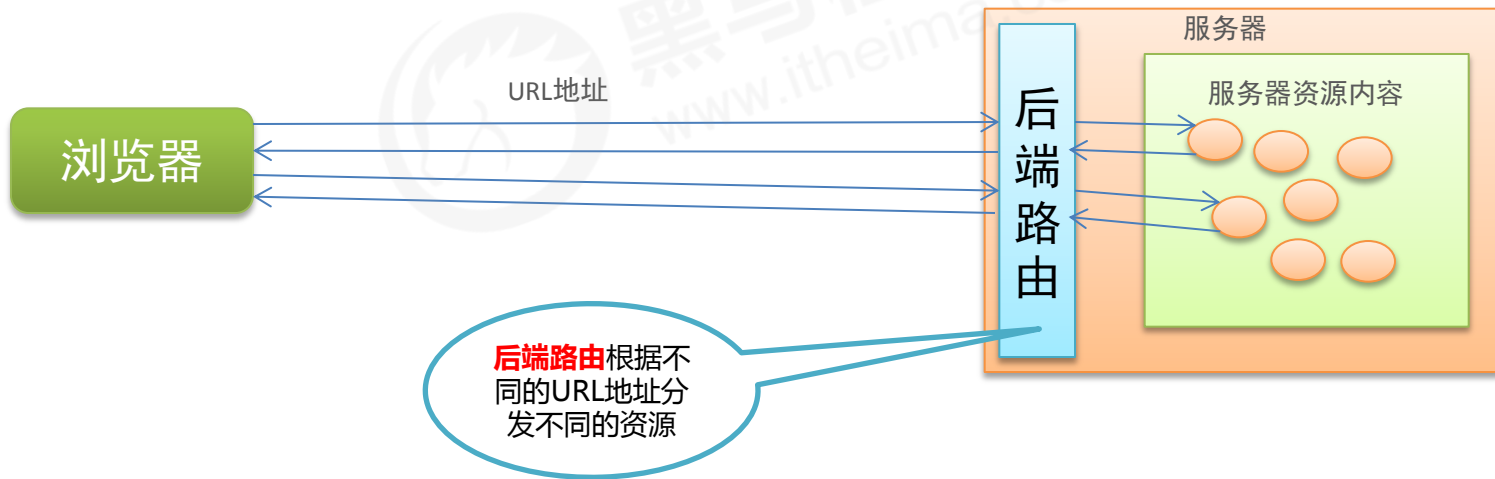 服务器
URL地址
服务器资源内容
浏览器
后
端
路
由
后端路由根据不
同的URL地址分
发不同的资源
www.itheima.